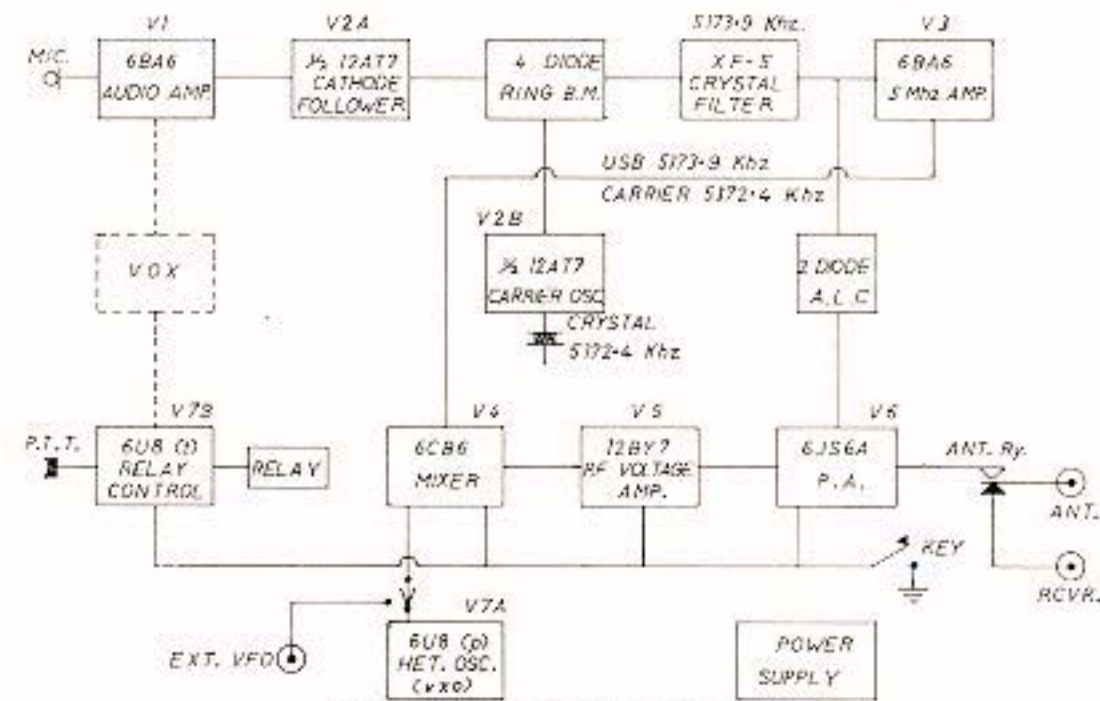 V1
V2A
5173·9 Khz.
V3
MIC.
6BA6
AUDIO AMP.
½ 12AT7
CATHODE
FOLLOWER
4 DIODE
RING B.M.
XF-5
CRYSTAL
FILTER
6BA6
5 Mhz AMP.
USB 5173·9 Khz
CARRIER 5172·4 Khz
V2B
VOX
½ 12AT7
CARRIER OSC
2 DIODE
A.L.C
CRYSTAL
5172·4 Khz
V7B
V4
V5
V6
P.T.T.
6U8 (t)
RELAY
CONTROL
RELAY
6CB6
MIXER
12BY7
RF VOLTAGE
AMP.
6JS6A
P.A.
ANT. Ry.
ANT.
KEY
RCVR.
V7A
EXT. VFO
6U8 (p)
HET. OSC.
(vxo)
POWER
SUPPLY